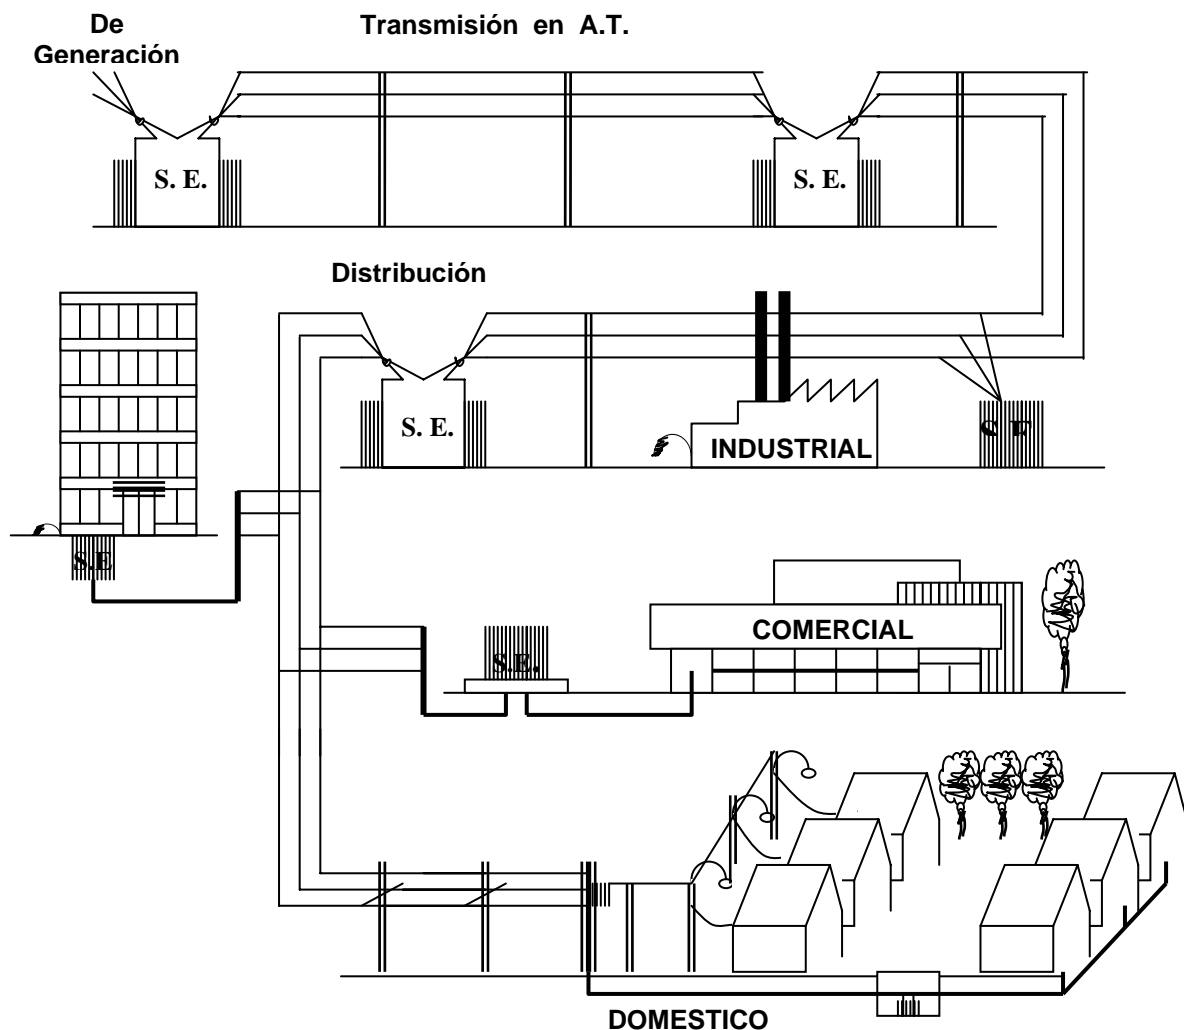 De
Generación
Transmisión en A.T.
S. E.
S. E.
Distribución
S. E.
INDUSTRIAL
S.E
S.E
S.E.
COMERCIAL
DOMESTICO